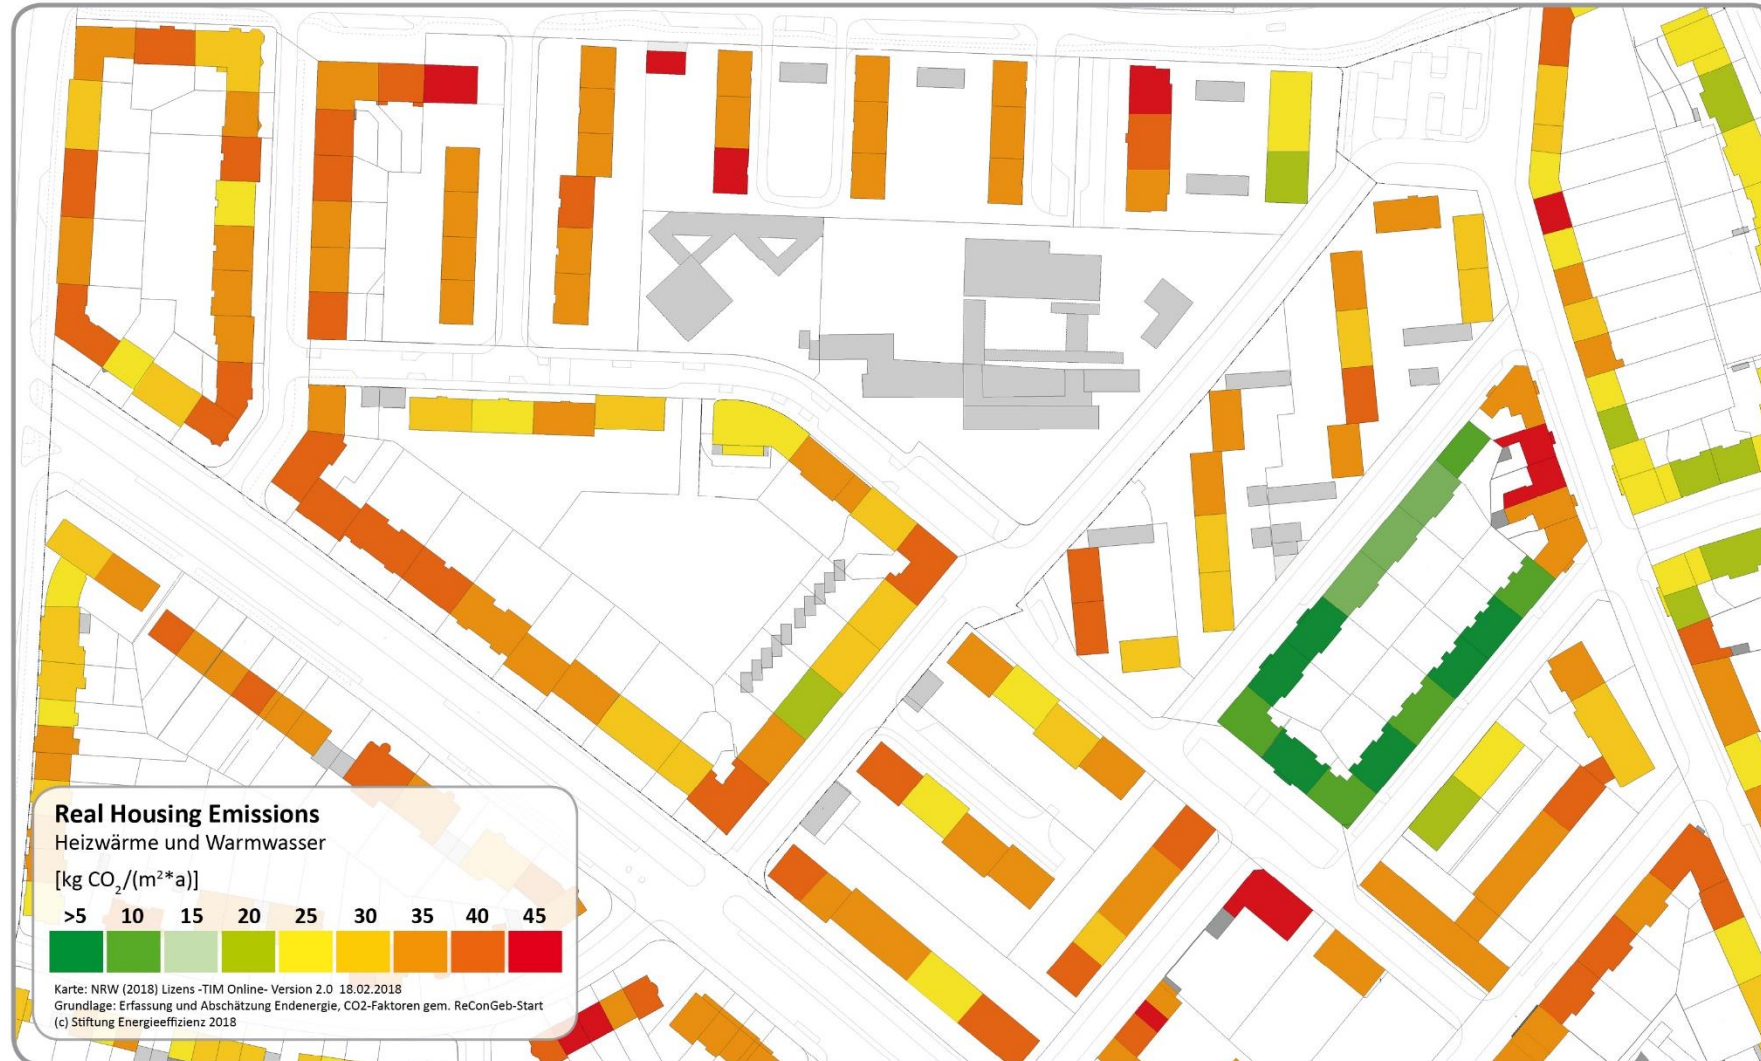 Real Housing Emissions
Heizwärme und Warmwasser
[kg CO₂/(m²*a)]
>5 10 15 20 25 30 35 40 45
Karte: NRW (2018) Lizens -TIM Online- Version 2.0 18.02.2018
Grundlage: Erfassung und Abschätzung Endenergie, CO2-Faktoren gem. ReConGeb-Start
(c) Stiftung Energieeffizienz 2018